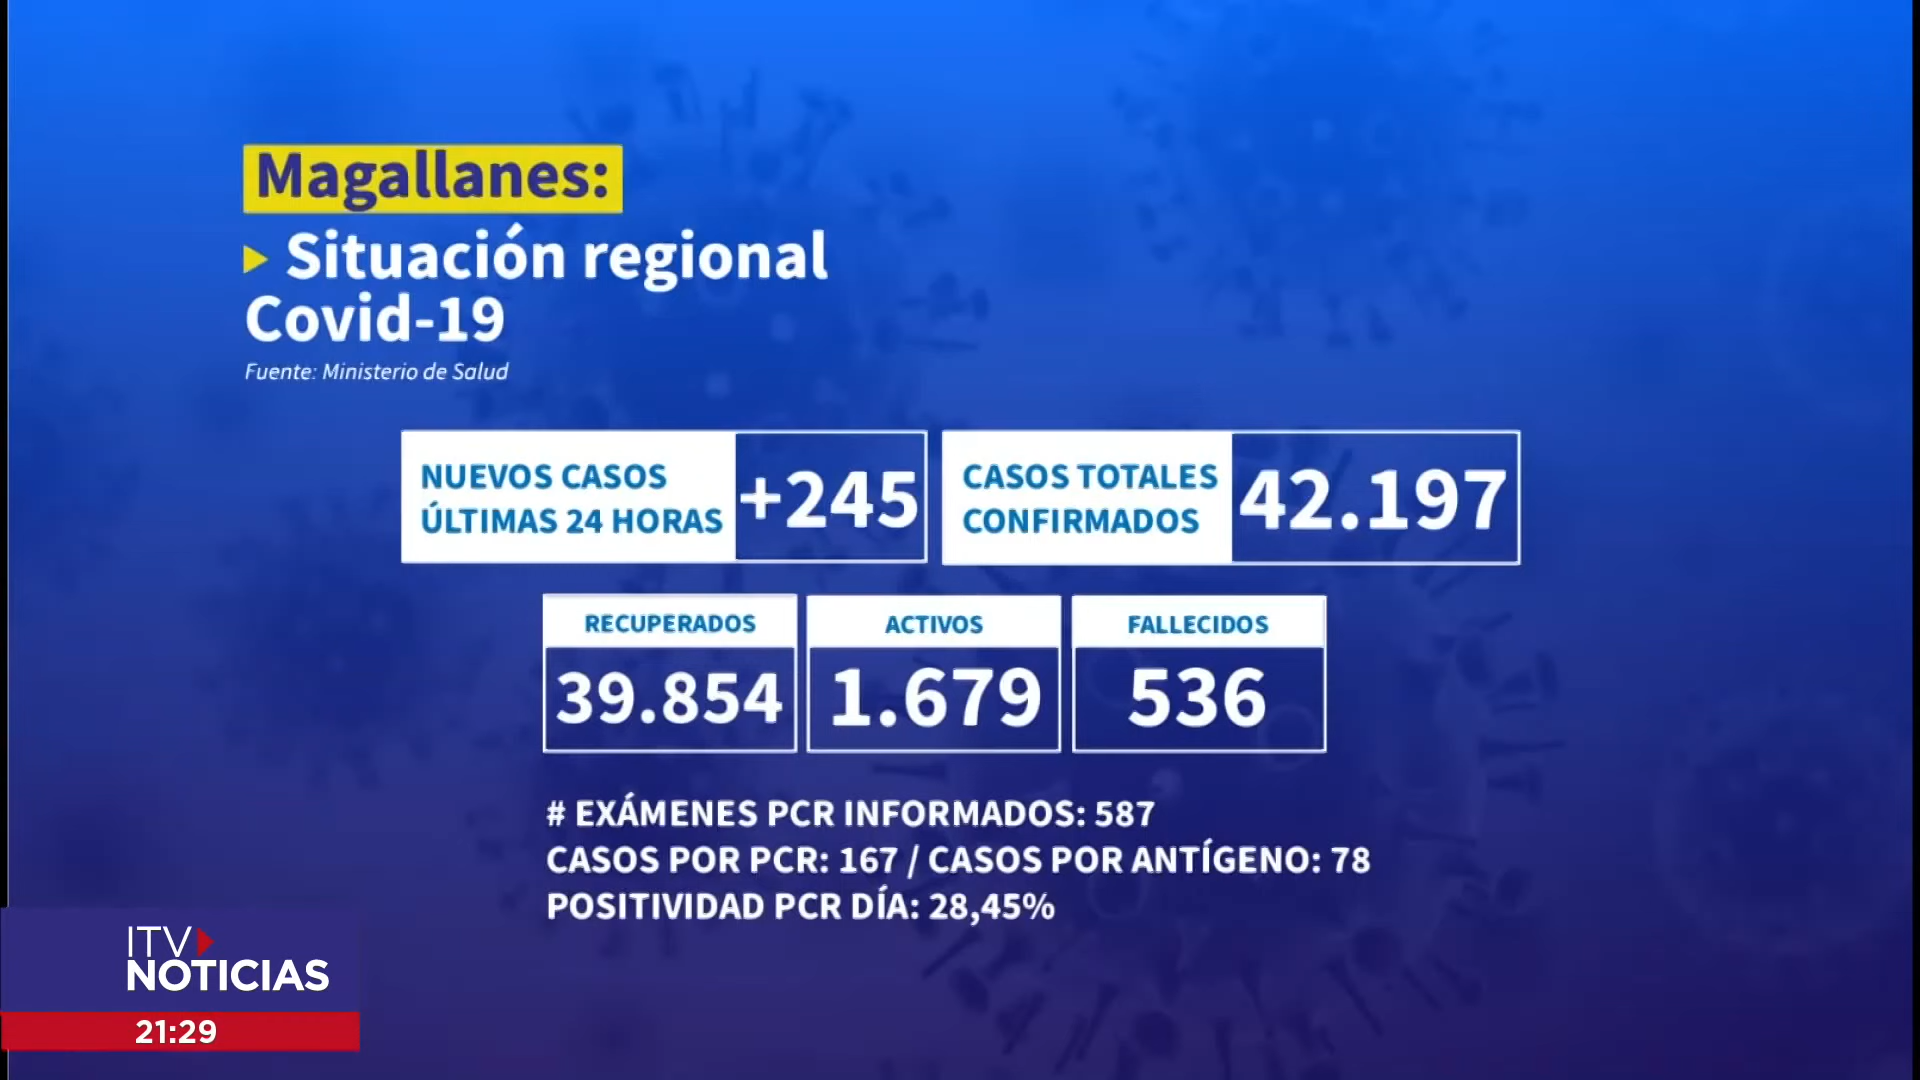 Magallanes:
Situación regional
Covid-19
Fuente: Ministerio de Salud
NUEVOS CASOS
ÚLTIMAS 24 HORAS
+245
CASOS TOTALES
CONFIRMADOS
42.197
RECUPERADOS
39.854
ACTIVOS
1.679
FALLECIDOS
536
# EXÁMENES PCR INFORMADOS: 587
CASOS POR PCR: 167 / CASOS POR ANTÍGENO: 78
POSITIVIDAD PCR DÍA: 28,45%
ITV
NOTICIAS
21:29